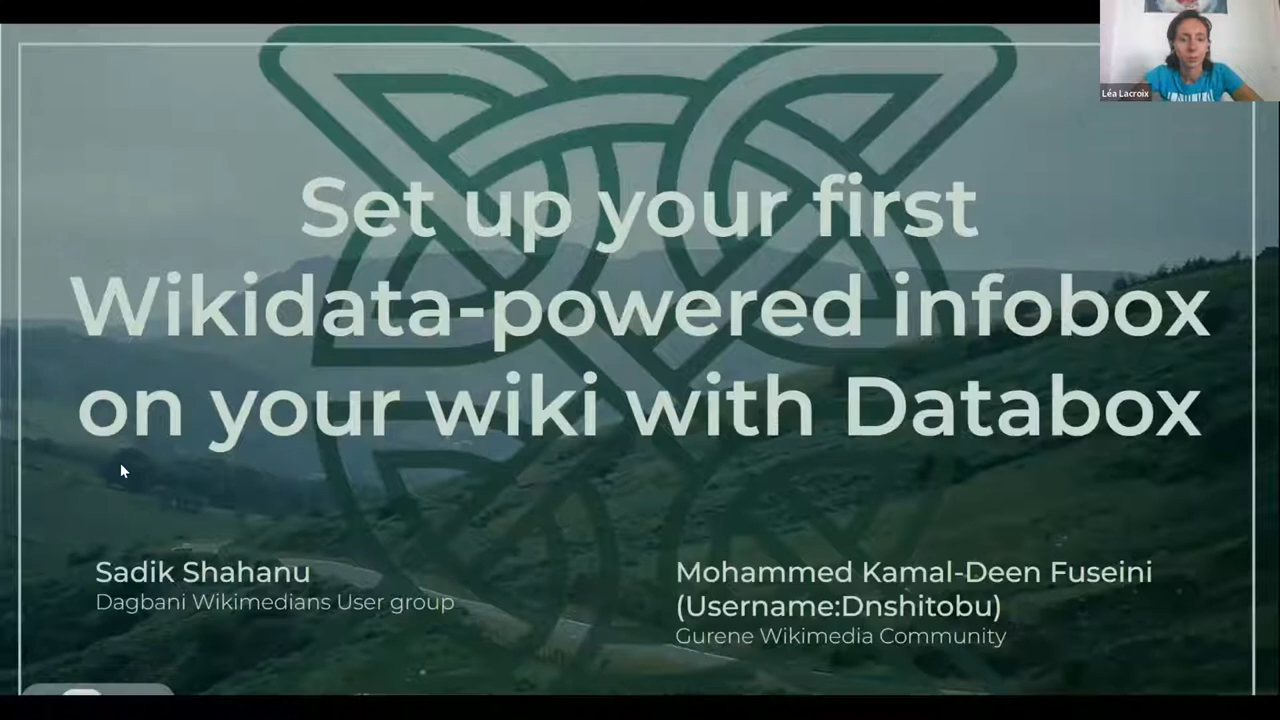 Léa Lacroix
Set up your first
Wikidata-powered infobox
on your wiki with Databox
Sadik Shahanu
Dagbani Wikimedians User group
Mohammed Kamal-Deen Fuseini
(Username:Dnshitobu)
Gurene Wikimedia Community